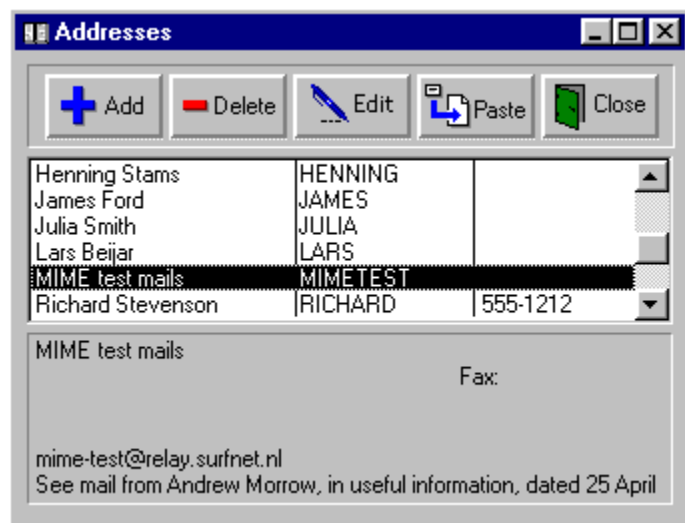 Addresses
Add Delete Edit Paste Close
Henning Stams HENNING
James Ford JAMES
Julia Smith JULIA
Lars Beijar LARS
MIME test mails MIMETEST
Richard Stevenson RICHARD 555-1212
MIME test mails
Fax:
mime-test@relay.surfnet.nl
See mail from Andrew Morrow, in useful information, dated 25 April